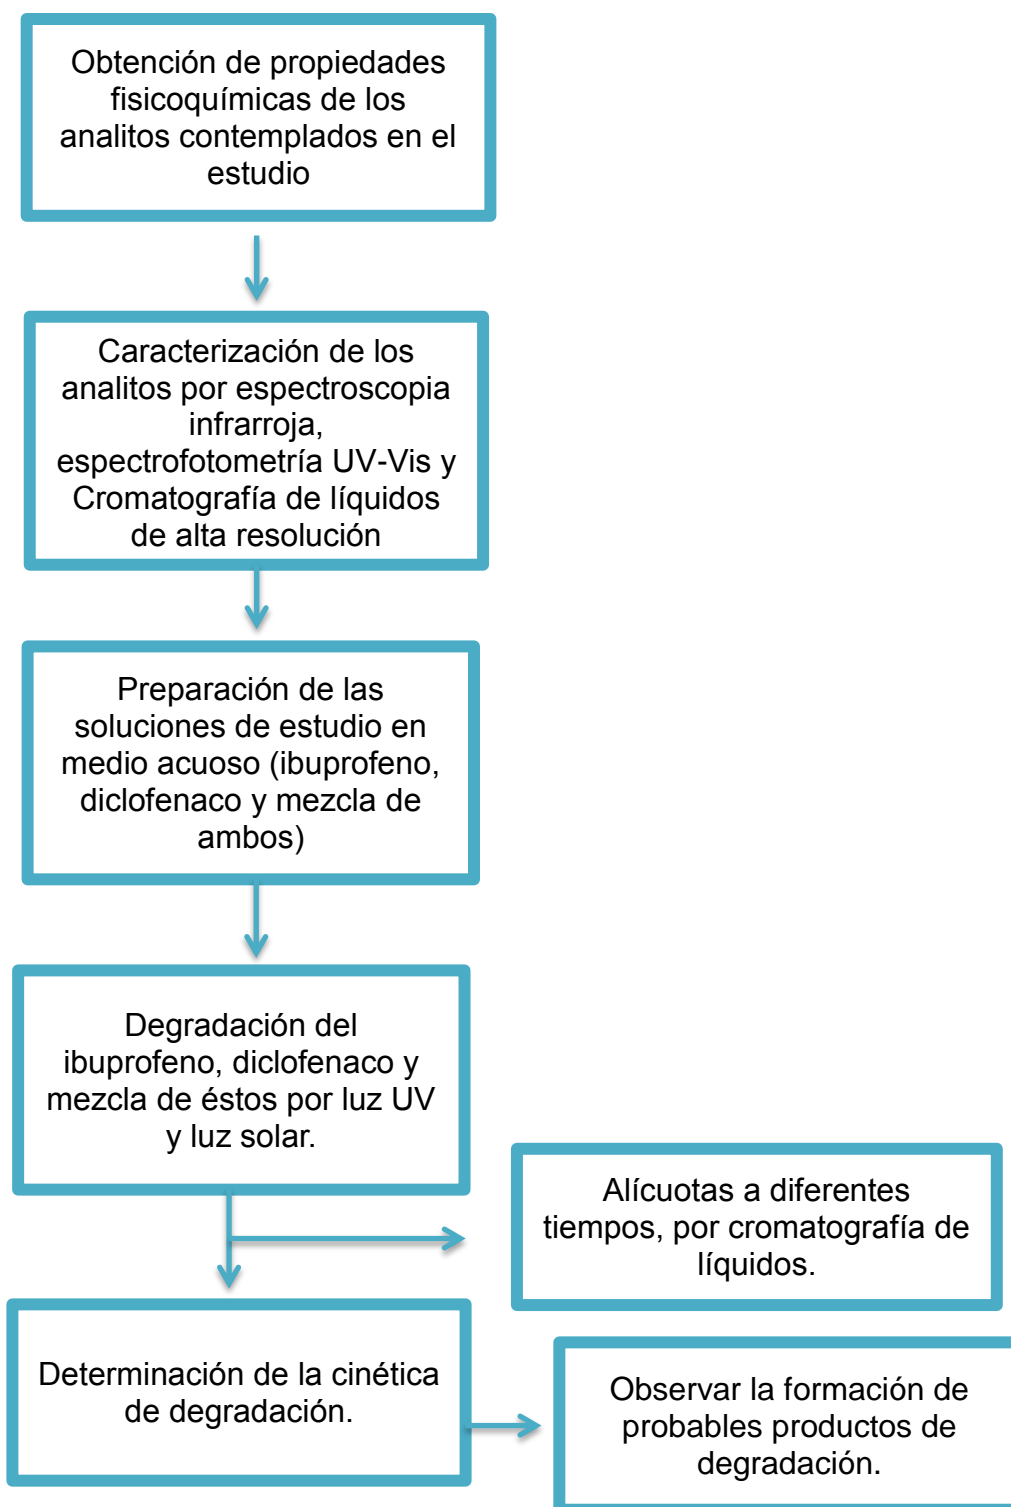 Obtención de propiedades
fisicoquímicas de los
analitos contemplados en el
estudio
Caracterización de los
analitos por espectroscopia
infrarroja,
espectrofotometría UV-Vis y
Cromatografía de líquidos
de alta resolución
Preparación de las
soluciones de estudio en
medio acuoso (ibuprofeno,
diclofenaco y mezcla de
ambos)
Degradación del
ibuprofeno, diclofenaco y
mezcla de éstos por luz UV
y luz solar.
Alícuotas a diferentes
tiempos, por cromatografía de
líquidos.
Determinación de la cinética
de degradación.
Observar la formación de
probables productos de
degradación.